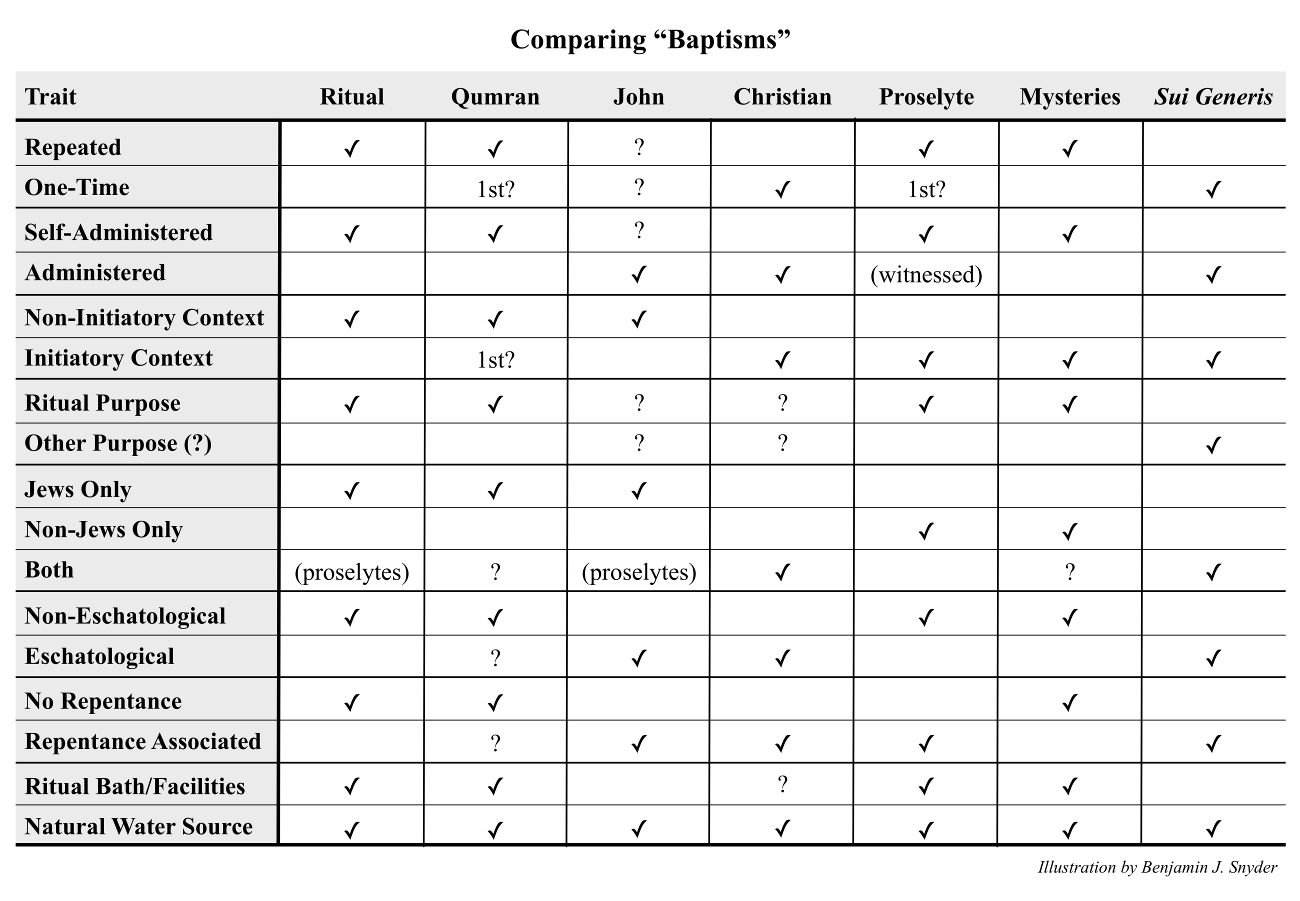 Comparing “Baptisms”
Trait Ritual Qumran John Christian Proselyte Mysteries Sui Generis
Repeated ✓ ✓ ? ✓ ✓
One-Time 1st? ? ✓ 1st? ✓
Self-Administered ✓ ✓ ? ✓ ✓
Administered ✓ ✓ (witnessed) ✓
Non-Initiatory Context ✓ ✓ ✓
Initiatory Context 1st? ✓ ✓ ✓ ✓
Ritual Purpose ✓ ✓ ? ? ✓ ✓
Other Purpose (?) ? ? ✓
Jews Only ✓ ✓ ✓
Non-Jews Only ✓ ✓
Both (proselytes) ? (proselytes) ✓ ? ✓
Non-Eschatological ✓ ✓ ✓ ✓
Eschatological ? ✓ ✓ ✓
No Repentance ✓ ✓ ✓
Repentance Associated ? ✓ ✓ ✓ ✓
Ritual Bath/Facilities ✓ ✓ ? ✓ ✓
Natural Water Source ✓ ✓ ✓ ✓ ✓ ✓ ✓
Illustration by Benjamin J. Snyder